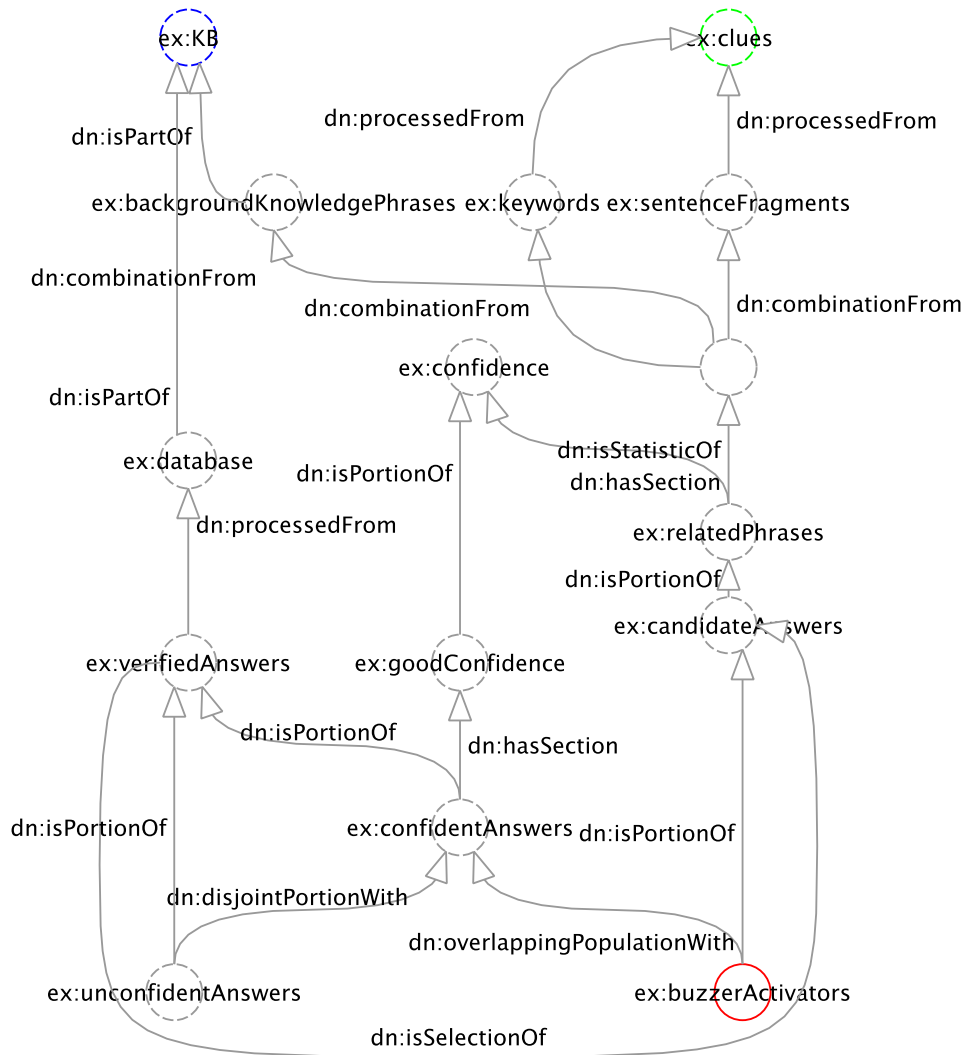 ex:KB
ex:clues
dn:processedFrom
dn:processedFrom
dn:isPartOf
ex:backgroundKnowledgePhrases
ex:keywords
ex:sentenceFragments
dn:combinationFrom
dn:combinationFrom
dn:combinationFrom
ex:confidence
dn:isPartOf
dn:isStatisticOf
ex:database
dn:isPortionOf
dn:hasSection
dn:processedFrom
ex:relatedPhrases
dn:isPortionOf
ex:candidateAnswers
ex:verifiedAnswers
ex:goodConfidence
dn:isPortionOf
dn:hasSection
dn:isPortionOf
ex:confidentAnswers
dn:isPortionOf
dn:disjointPortionWith
dn:overlappingPopulationWith
ex:unconfidentAnswers
ex:buzzerActivators
dn:isSelectionOf